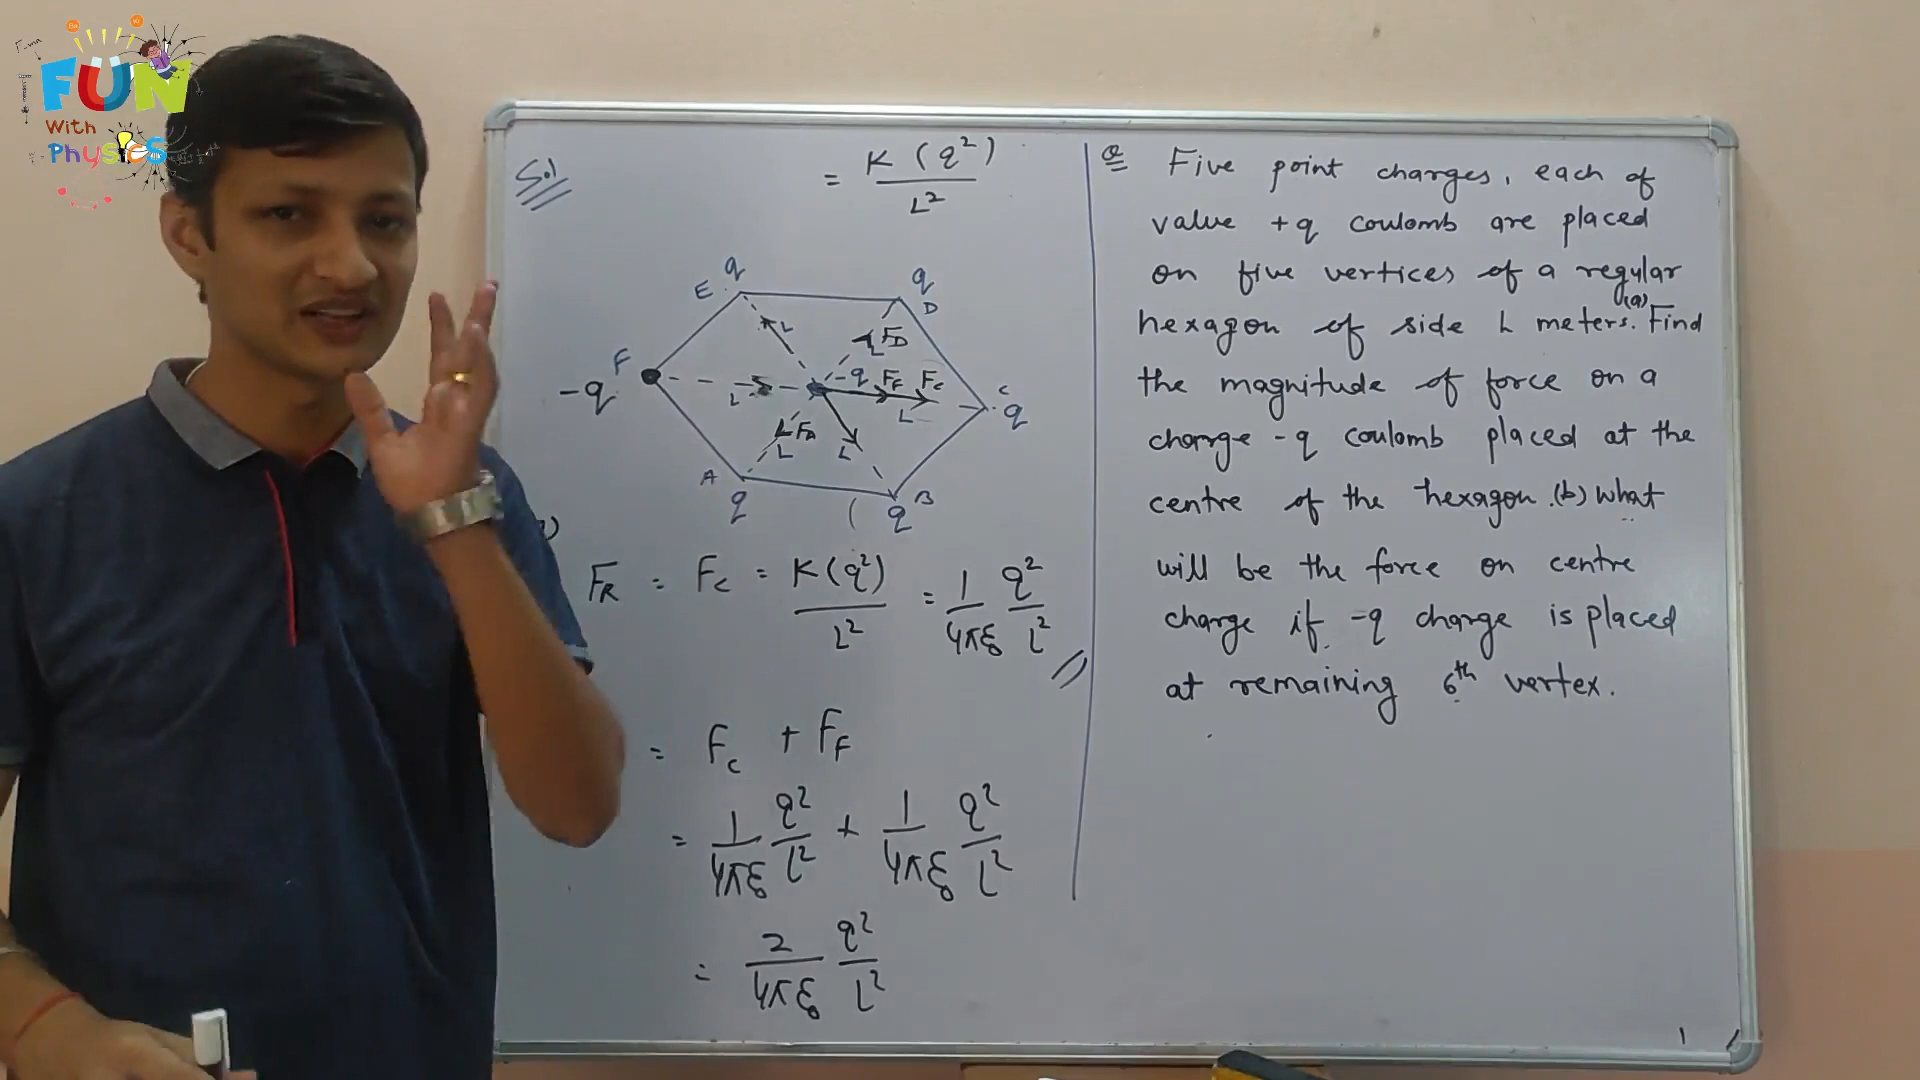 FUN
With
Physics
Sol
= K (q²)
L²
E q
q D
F -q
L
L
F_D
-q F_F F_C
L
L
C q
F_A
L
L
A q
B q
F_R = F_C = K(q²) / L² = 1/4πε₀ q²/L²
= F_C + F_F
= 1/4πε₀ q²/L² + 1/4πε₀ q²/L²
= 2/4πε₀ q²/L²
Q Five point charges, each of
value +q coulomb are placed
on five vertices of a regular
hexagon of side L meters. (a) Find
the magnitude of force on a
charge -q coulomb placed at the
centre of the hexagon. (b) What
will be the force on centre
charge if -q charge is placed
at remaining 6th vertex.